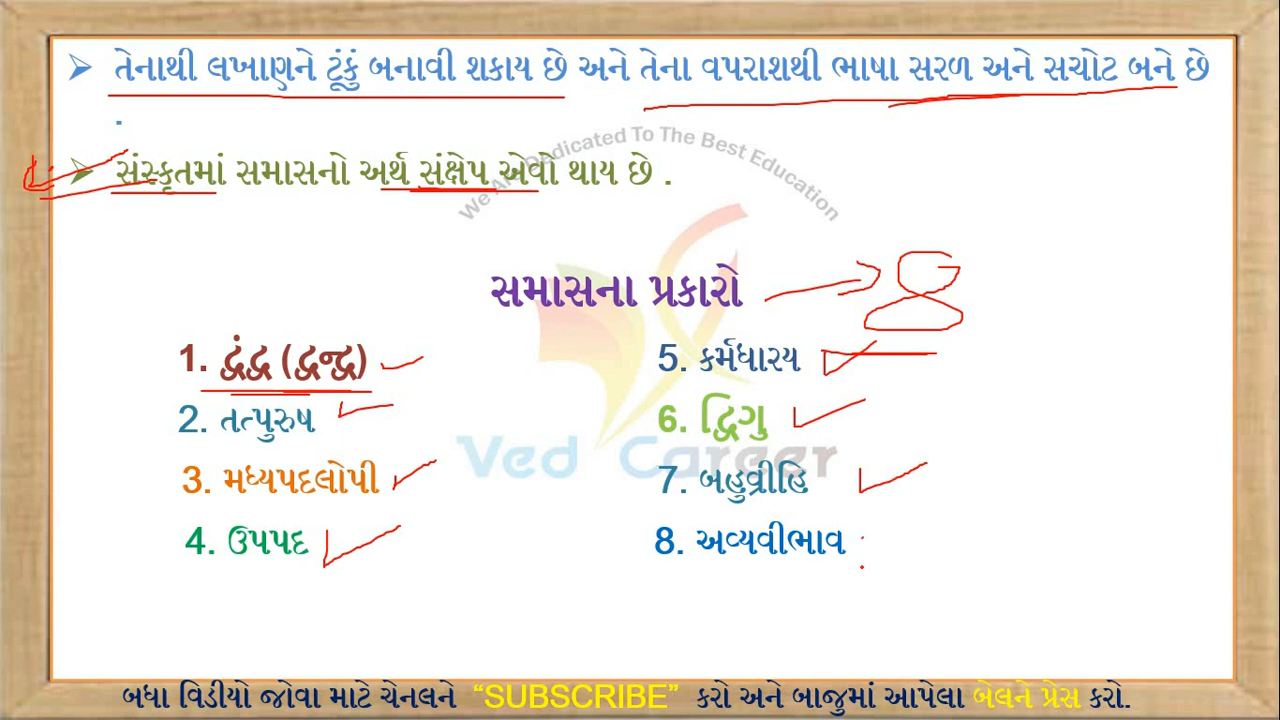 ➢ તેનાથી લખાણને ટૂંકું બનાવી શકાય છે અને તેના વપરાશથી ભાષા સરળ અને સચોટ બને છે
.
➢ સંસ્કૃતમાં સમાસનો અર્થ સંક્ષેપ એવો થાય છે .
We Are Dedicated To The Best Education
સમાસના પ્રકારો 8
1. દ્વંદ્વ (દ્વન્દ્વ)
2. તત્પુરુષ
3. મધ્યપદલોપી
4. ઉપપદ
5. કર્મધારય
6. દ્વિગુ
7. બહુવ્રીહિ
8. અવ્યવીભાવ
Ved Career
બધા વિડીયો જોવા માટે ચેનલને “SUBSCRIBE” કરો અને બાજુમાં આપેલા બેલને પ્રેસ કરો.